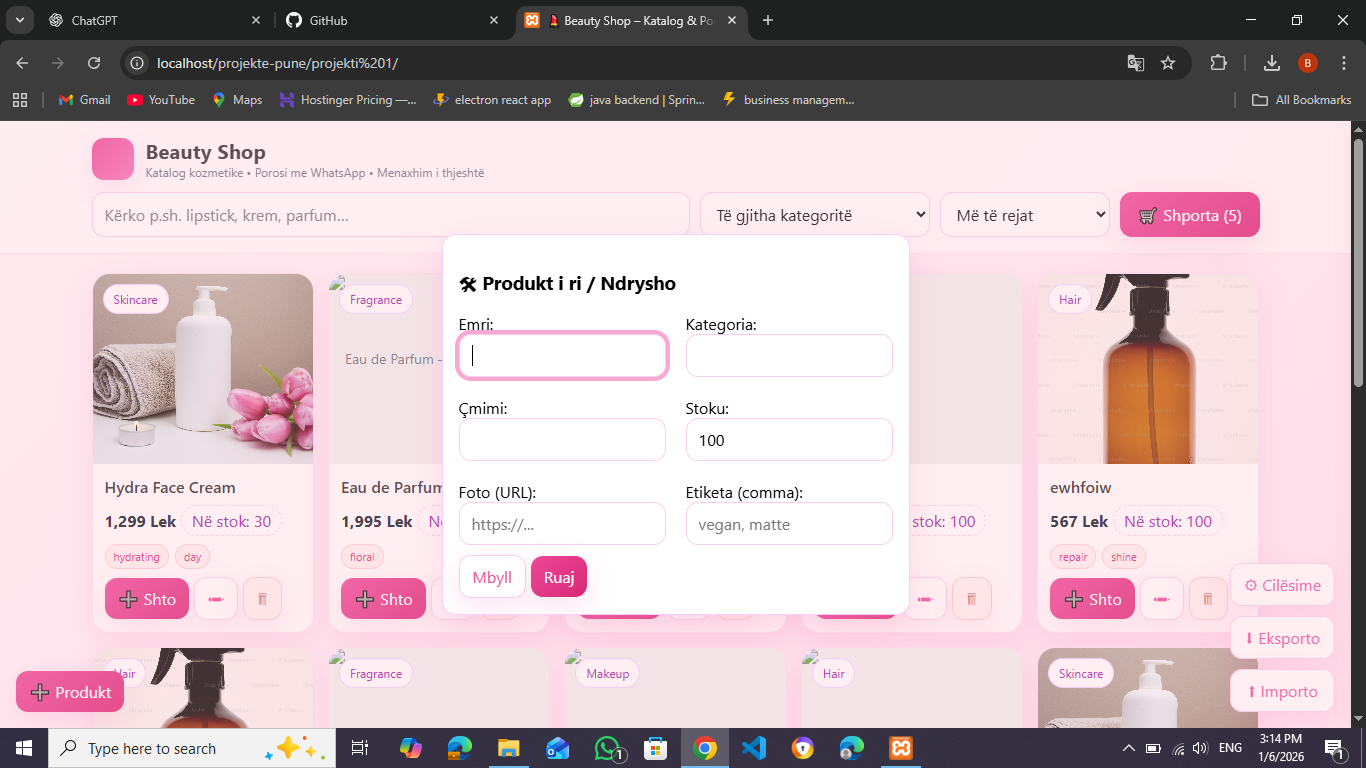 ChatGPT
GitHub
Beauty Shop – Katalog & Po
localhost/projekte-pune/projekti%201/
B
Gmail
YouTube
Maps
Hostinger Pricing —...
electron react app
java backend | Sprin...
business managem...
All Bookmarks
Beauty Shop
Katalog kozmetike • Porosi me WhatsApp • Menaxhim i thjeshtë
Kërko p.sh. lipstick, krem, parfum...
Të gjitha kategoritë
Më të rejat
Shporta (5)
Skincare
Fragrance
Hair
Eau de Parfum –
🛠 Produkt i ri / Ndrysho
Emri:
Kategoria:
Çmimi:
Stoku:
100
Foto (URL):
Etiketa (comma):
https://...
vegan, matte
Mbyll
Ruaj
Hydra Face Cream
1,299 Lek
Në stok: 30
hydrating
day
➕ Shto
Eau de Parfum
1,995 Lek
floral
➕ Shto
stok: 100
ewhfoiw
567 Lek
Në stok: 100
repair
shine
➕ Shto
⚙ Cilësime
⬇ Eksporto
⬆ Importo
Hair
Fragrance
Makeup
Hair
Skincare
➕ Produkt
Type here to search
1
ENG
3:14 PM
1/6/2026
1